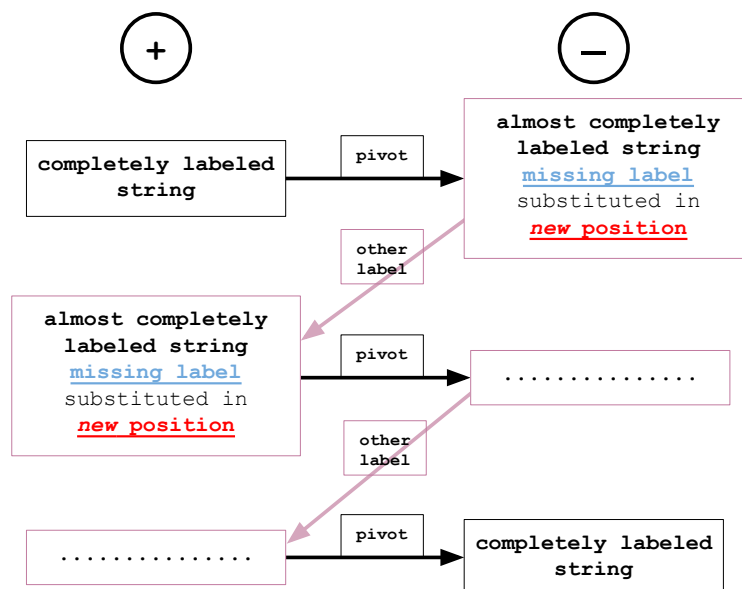 +
−
completely labeled
string
pivot
almost completely
labeled string
missing label
substituted in
new position
other
label
almost completely
labeled string
missing label
substituted in
new position
pivot
...............
other
label
...............
pivot
completely labeled
string